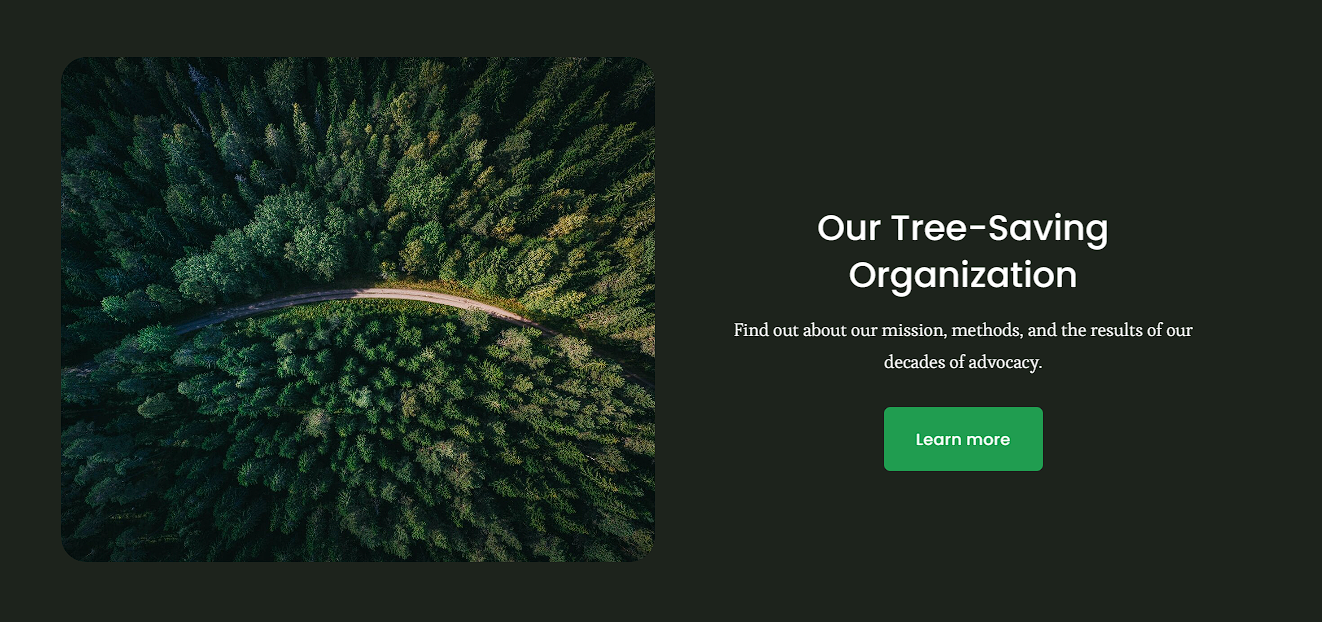 Our Tree-Saving
Organization
Find out about our mission, methods, and the results of our
decades of advocacy.
Learn more